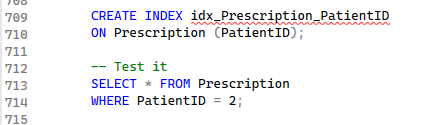 709 CREATE INDEX idx_Prescription_PatientID
710 ON Prescription (PatientID);
711
712 -- Test it
713 SELECT * FROM Prescription
714 WHERE PatientID = 2;
715